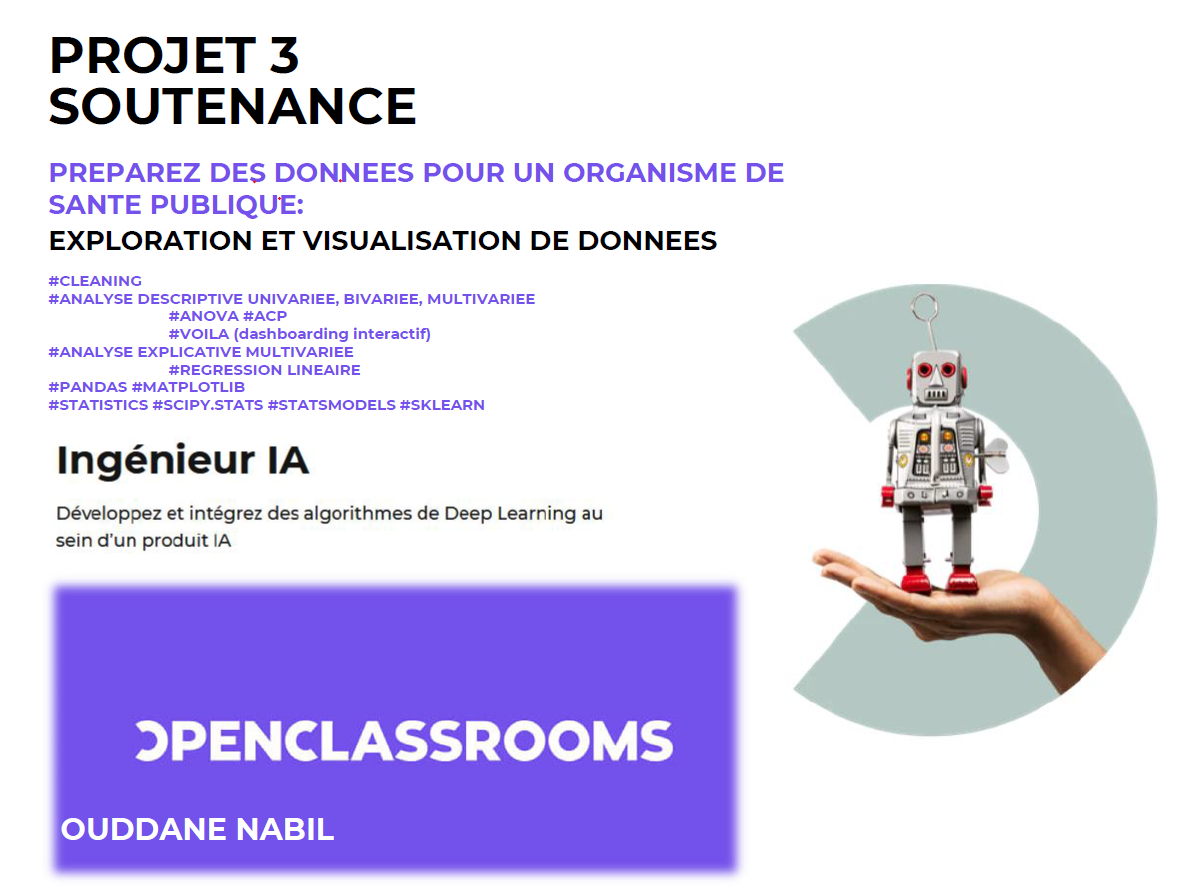 PROJET 3
SOUTENANCE
PREPAREZ DES DONNEES POUR UN ORGANISME DE
SANTE PUBLIQUE:
EXPLORATION ET VISUALISATION DE DONNEES
#CLEANING
#ANALYSE DESCRIPTIVE UNIVARIEE, BIVARIEE, MULTIVARIEE
#ANOVA #ACP
#VOILA (dashboarding interactif)
#ANALYSE EXPLICATIVE MULTIVARIEE
#REGRESSION LINEAIRE
#PANDAS #MATPLOTLIB
#STATISTICS #SCIPY.STATS #STATSMODELS #SKLEARN
Ingénieur IA
Développez et intégrez des algorithmes de Deep Learning au
sein d'un produit IA
OPENCLASSROOMS
OUDDANE NABIL